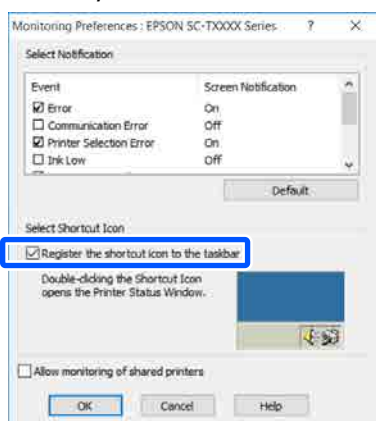 Monitoring Preferences : EPSON SC-TXXXX Series ? ×
Select Notification
Event Screen Notification
Error On
Communication Error Off
Printer Selection Error On
Ink Low Off
Default
Select Shortcut Icon
Register the shortcut icon to the taskbar
Double-clicking the Shortcut Icon
opens the Printer Status Window.
Allow monitoring of shared printers
OK Cancel Help